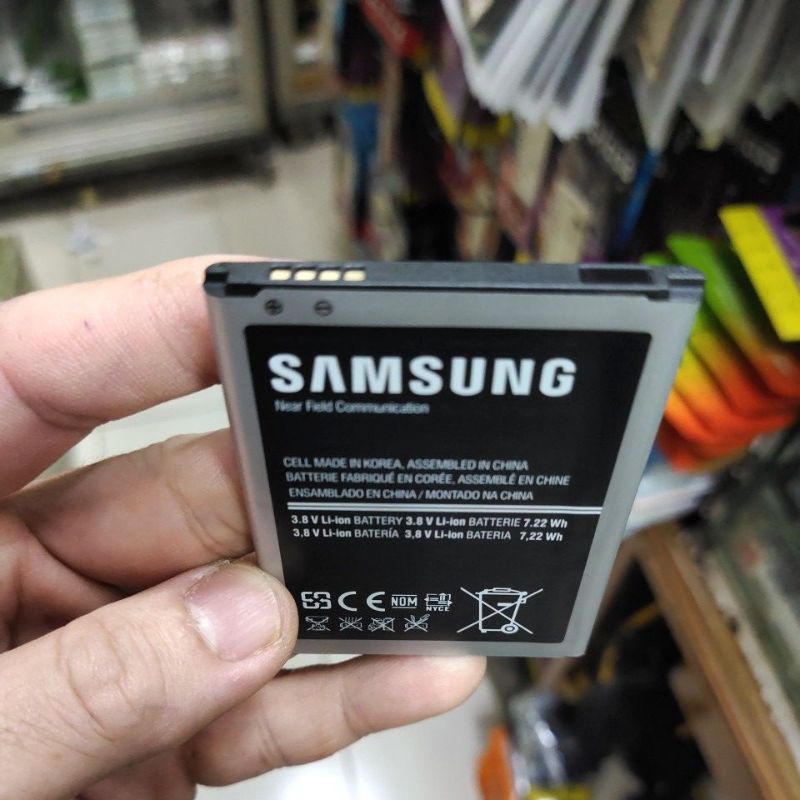 SAMSUNG
Near Field Communication
CELL MADE IN KOREA, ASSEMBLED IN CHINA
BATTERIE FABRIQUÉ EN CORÉE, ASSEMBLÉ EN CHINE
ENSAMBLADO EN CHINA / MONTADO NA CHINA
3.8 V Li-ion BATTERY 3.8 V Li-ion BATTERIE 7.22 Wh
3,8 V Li-ion BATERÍA 3,8 V Li-ion BATERIA 7,22 Wh
CE NOM NYCE